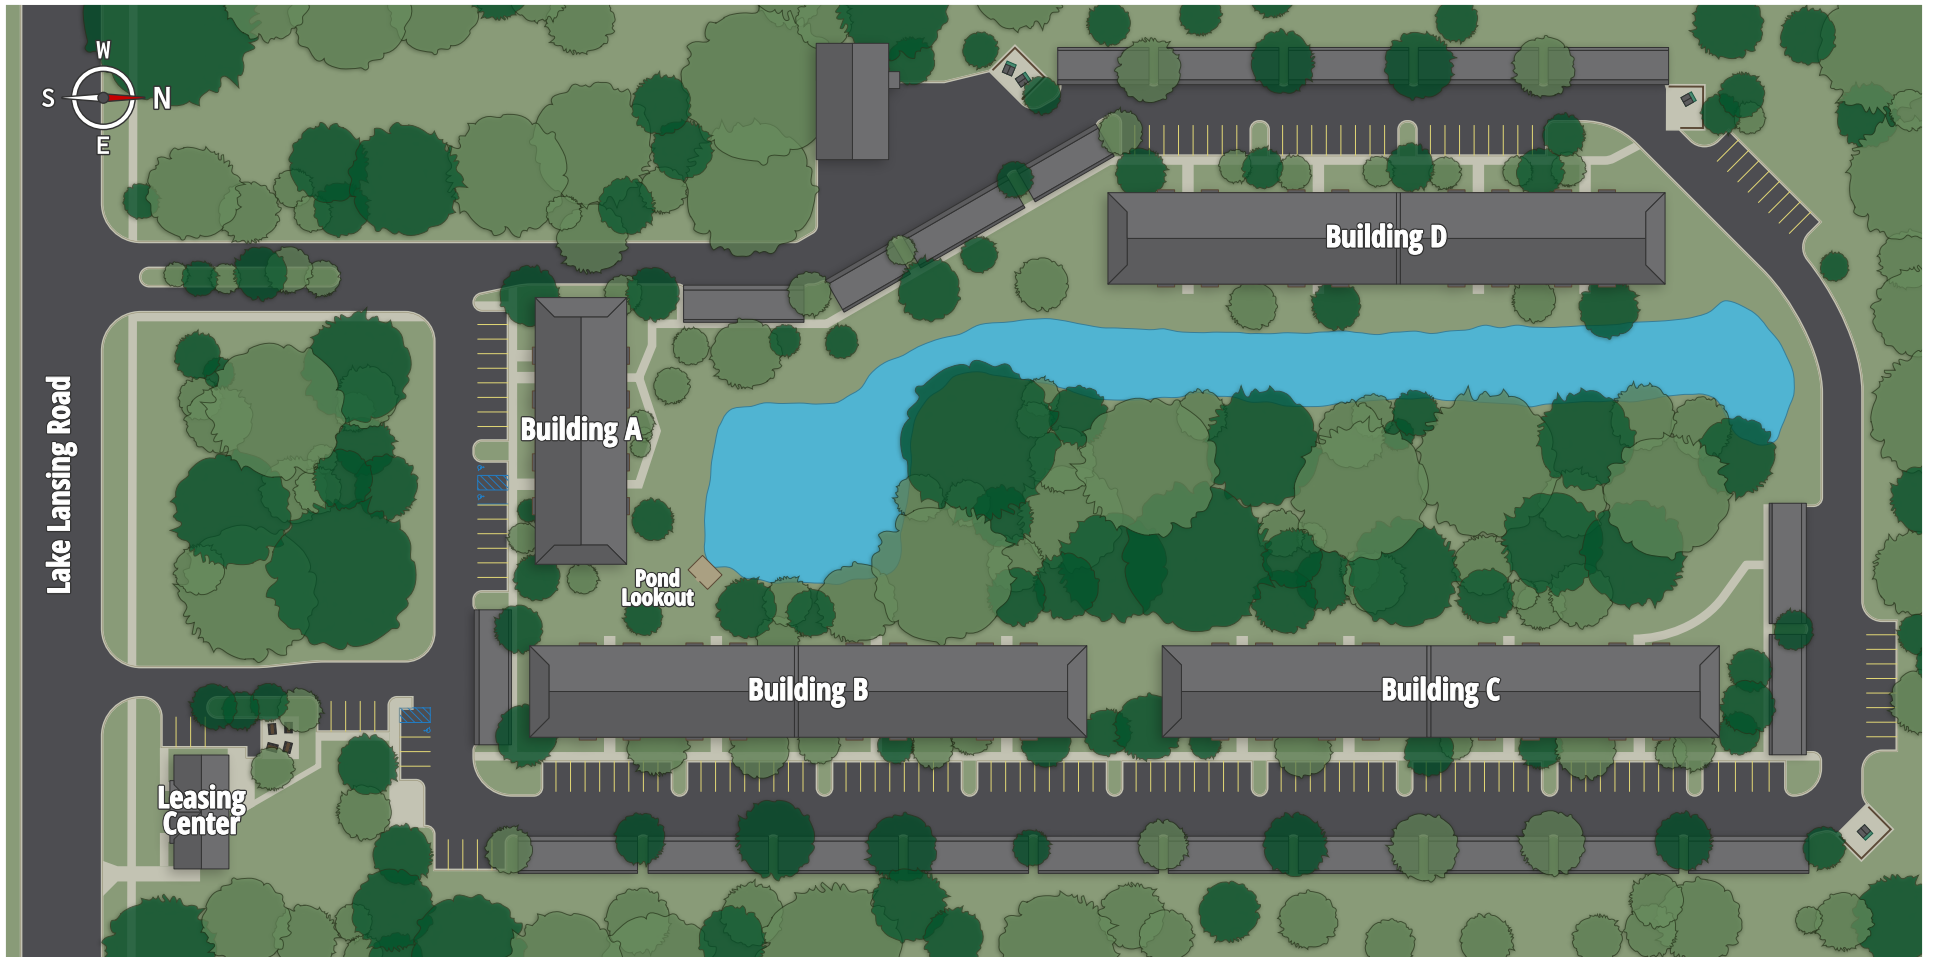 W
S
N
E
Building D
Lake Lansing Road
Building A
Pond
Lookout
Building B
Building C
Leasing
Center